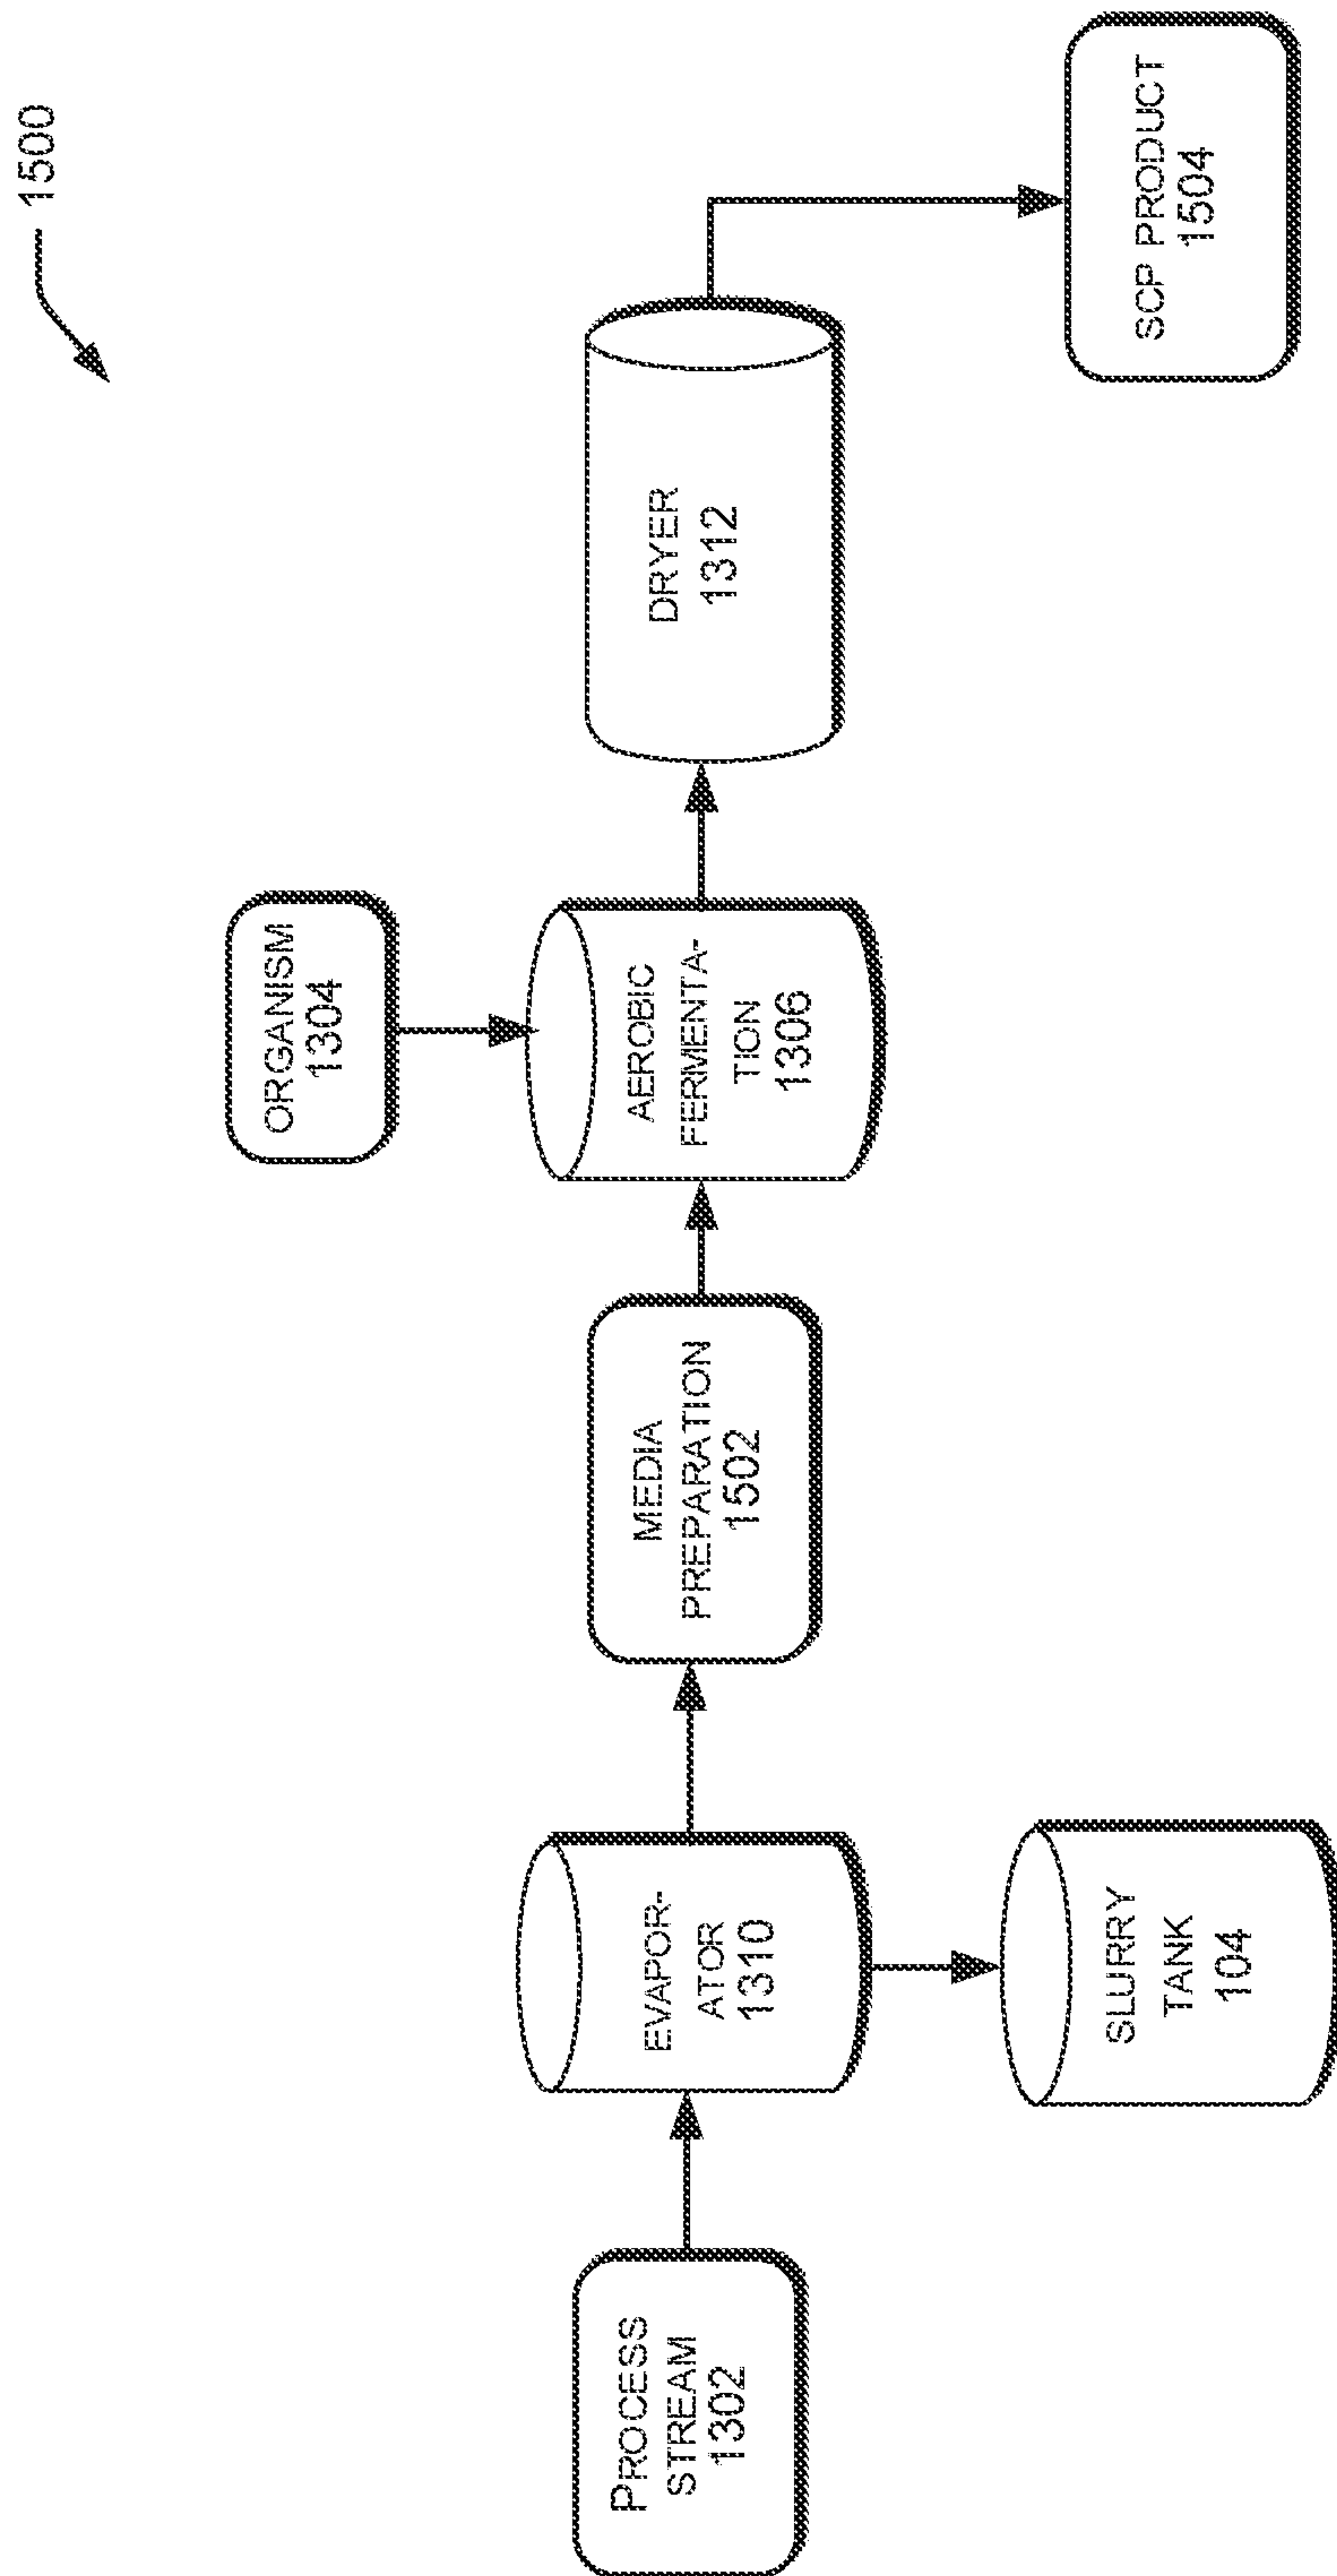 1500
PROCESS
STREAM
1302
EVAPOR-
ATOR
1310
SLURRY
TANK
104
MEDIA
PREPARATION
1502
ORGANISM
1304
AEROBIC
FERMENTA-
TION
1306
DRYER
1312
SCP PRODUCT
1504